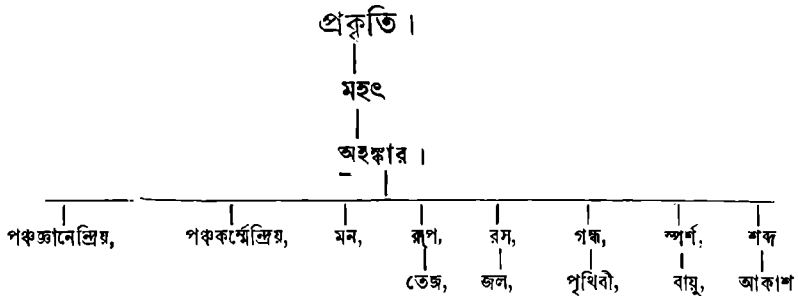 প্রকৃতি।
মহৎ
অহঙ্কার।
পঞ্চজ্ঞানেন্দ্রিয়, পঞ্চকর্ম্মেন্দ্রিয়, মন, রূপ, রস, গন্ধ, স্পর্শ, শব্দ
তেজ, জল, পৃথিবী, বায়ু, আকাশ